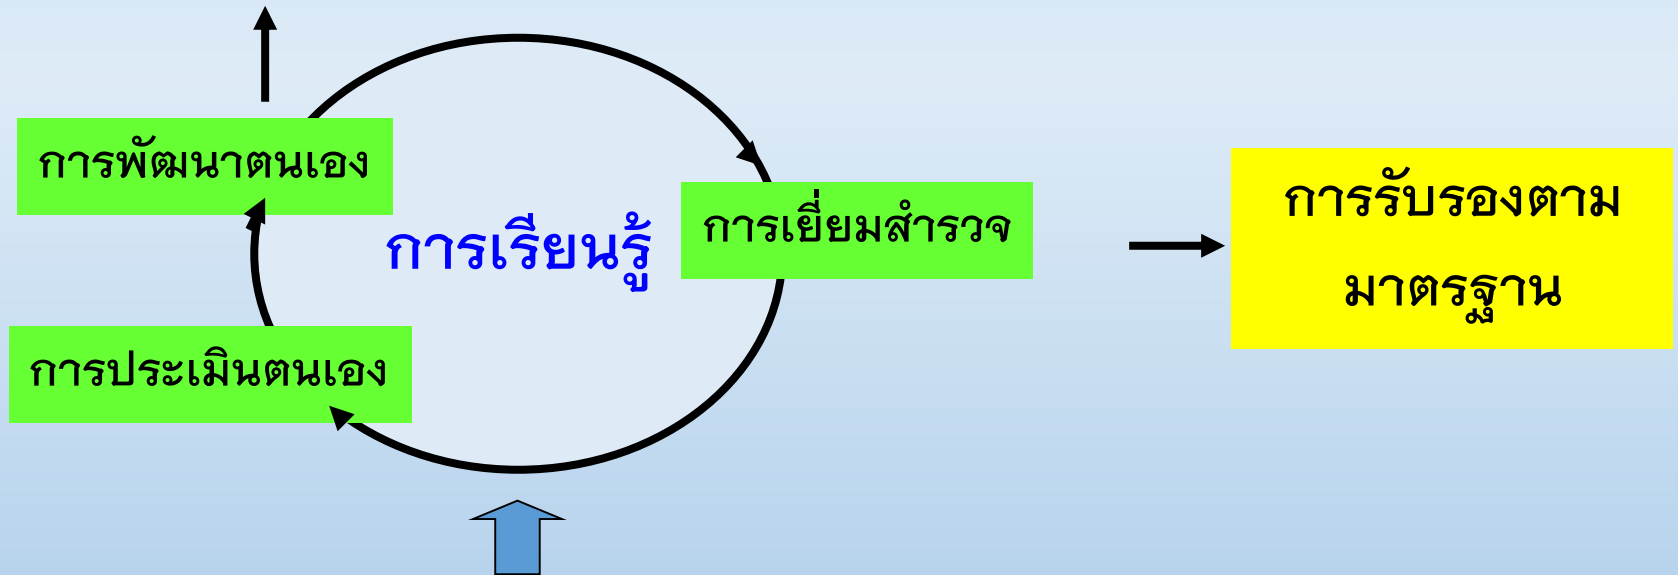 การพัฒนาตนเอง
การเรียนรู้
การเยี่ยมสำรวจ
การรับรองตาม
มาตรฐาน
การประเมินตนเอง